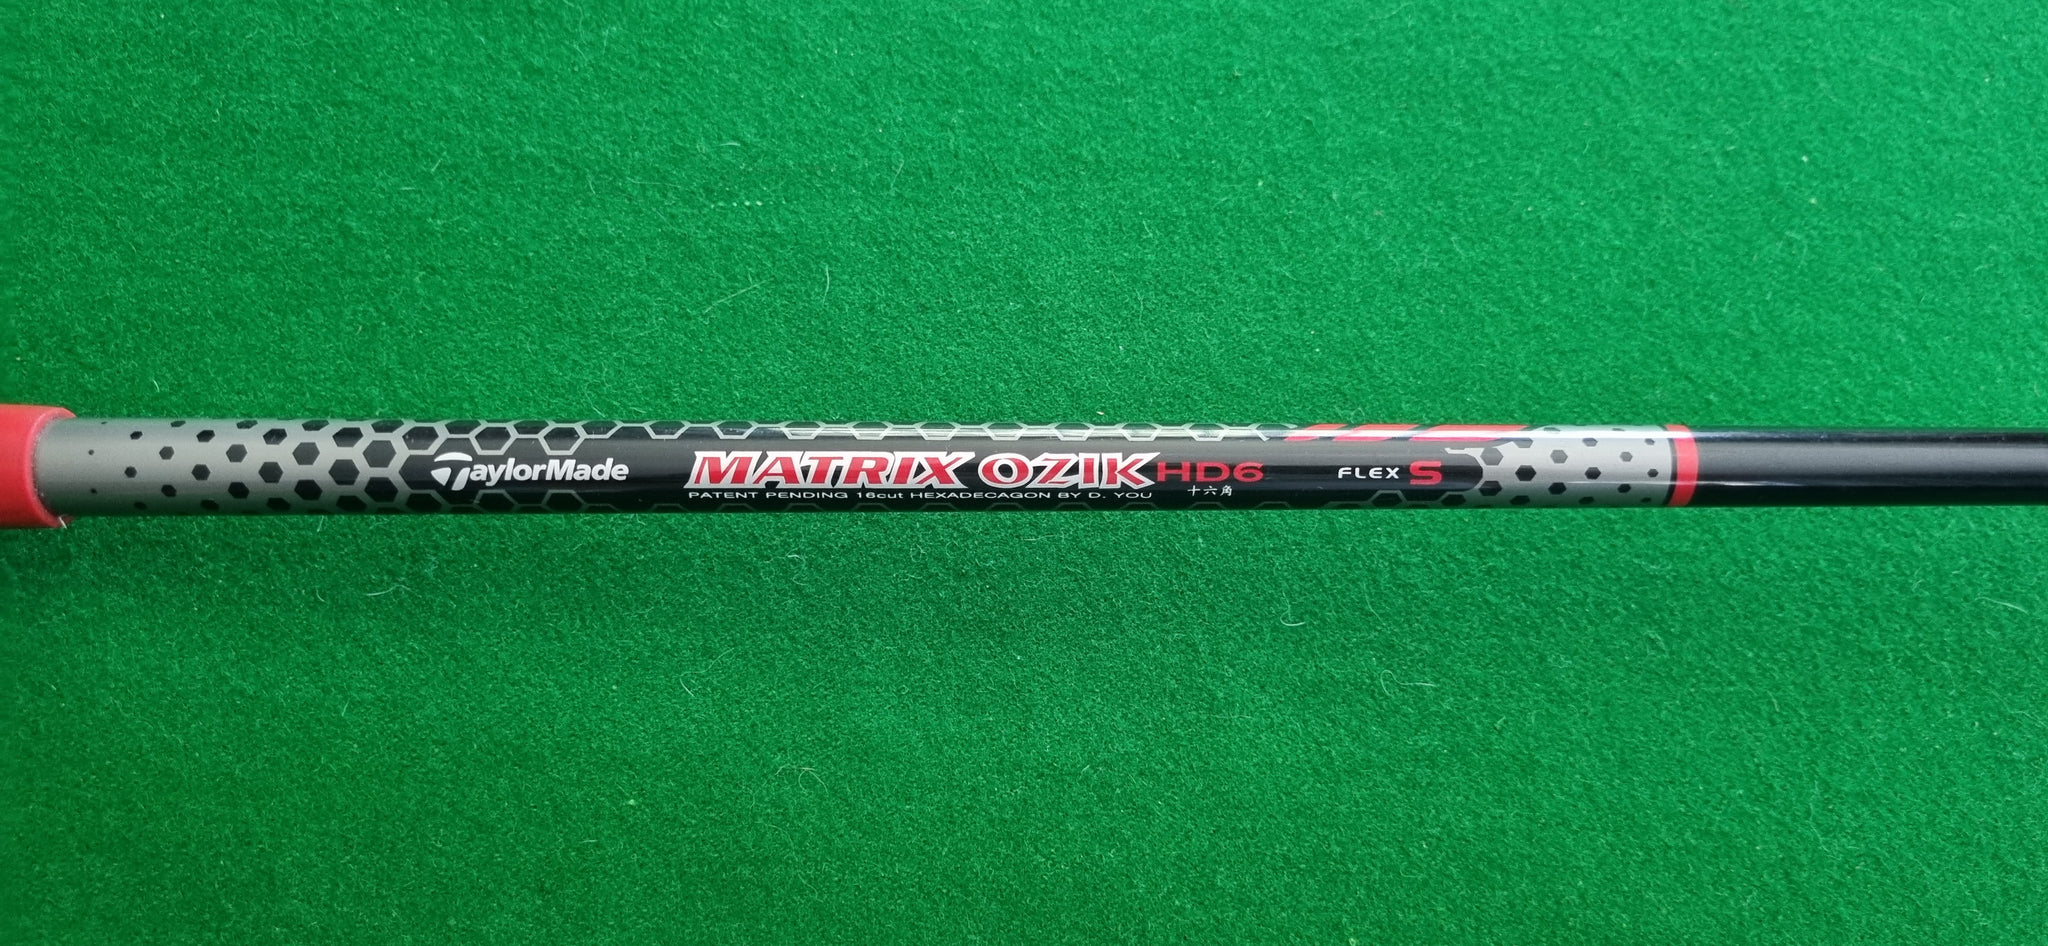 TaylorMade MATRIX OZIK HD6 FLEX S
PATENT PENDING 16cut HEXADECAGON BY D. YOU 十六角